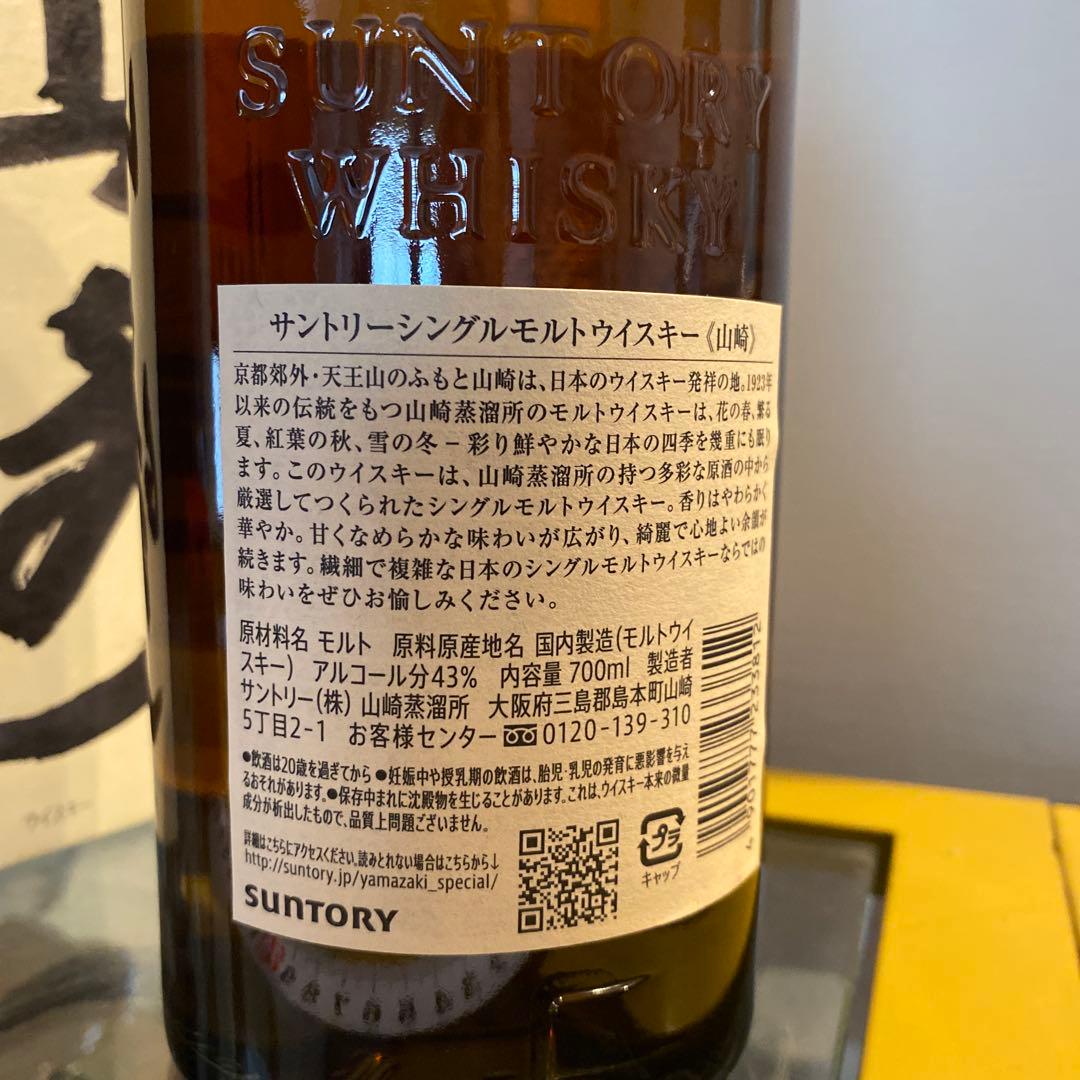 SUNTORY
WHISKY
サントリーシングルモルトウイスキー《山崎》
京都郊外・天王山のふもと山崎は、日本のウイスキー発祥の地。1923年
以来の伝統をもつ山崎蒸溜所のモルトウイスキーは、花の春、繁る
夏、紅葉の秋、雪の冬－彩り鮮やかな日本の四季を幾重にも眠り
ます。このウイスキーは、山崎蒸溜所の持つ多彩な原酒の中から
厳選してつくられたシングルモルトウイスキー。香りはやわらかく
華やか。甘くなめらかな味わいが広がり、綺麗で心地よい余韻が
続きます。繊細で複雑な日本のシングルモルトウイスキーならではの
味わいをぜひお愉しみください。
原材料名 モルト 原料原産地名 国内製造(モルトウイ
スキー) アルコール分43% 内容量 700ml 製造者
サントリー(株) 山崎蒸溜所 大阪府三島郡島本町山崎
5丁目2-1 お客様センター 0120-139-310
●飲酒は20歳を過ぎてから ●妊娠中や授乳期の飲酒は、胎児・乳児の発育に悪影響を与え
るおそれがあります。●保存中まれに沈殿物を生じることがあります。これは、ウイスキー本来の微量
成分が析出したもので、品質上問題ございません。
詳細はこちらにアクセスください。読みとれない場合はこちらから↓
http://suntory.jp/yamazaki_special/
SUNTORY
プラ
キャップ
4 901777 233812
ウイスキー